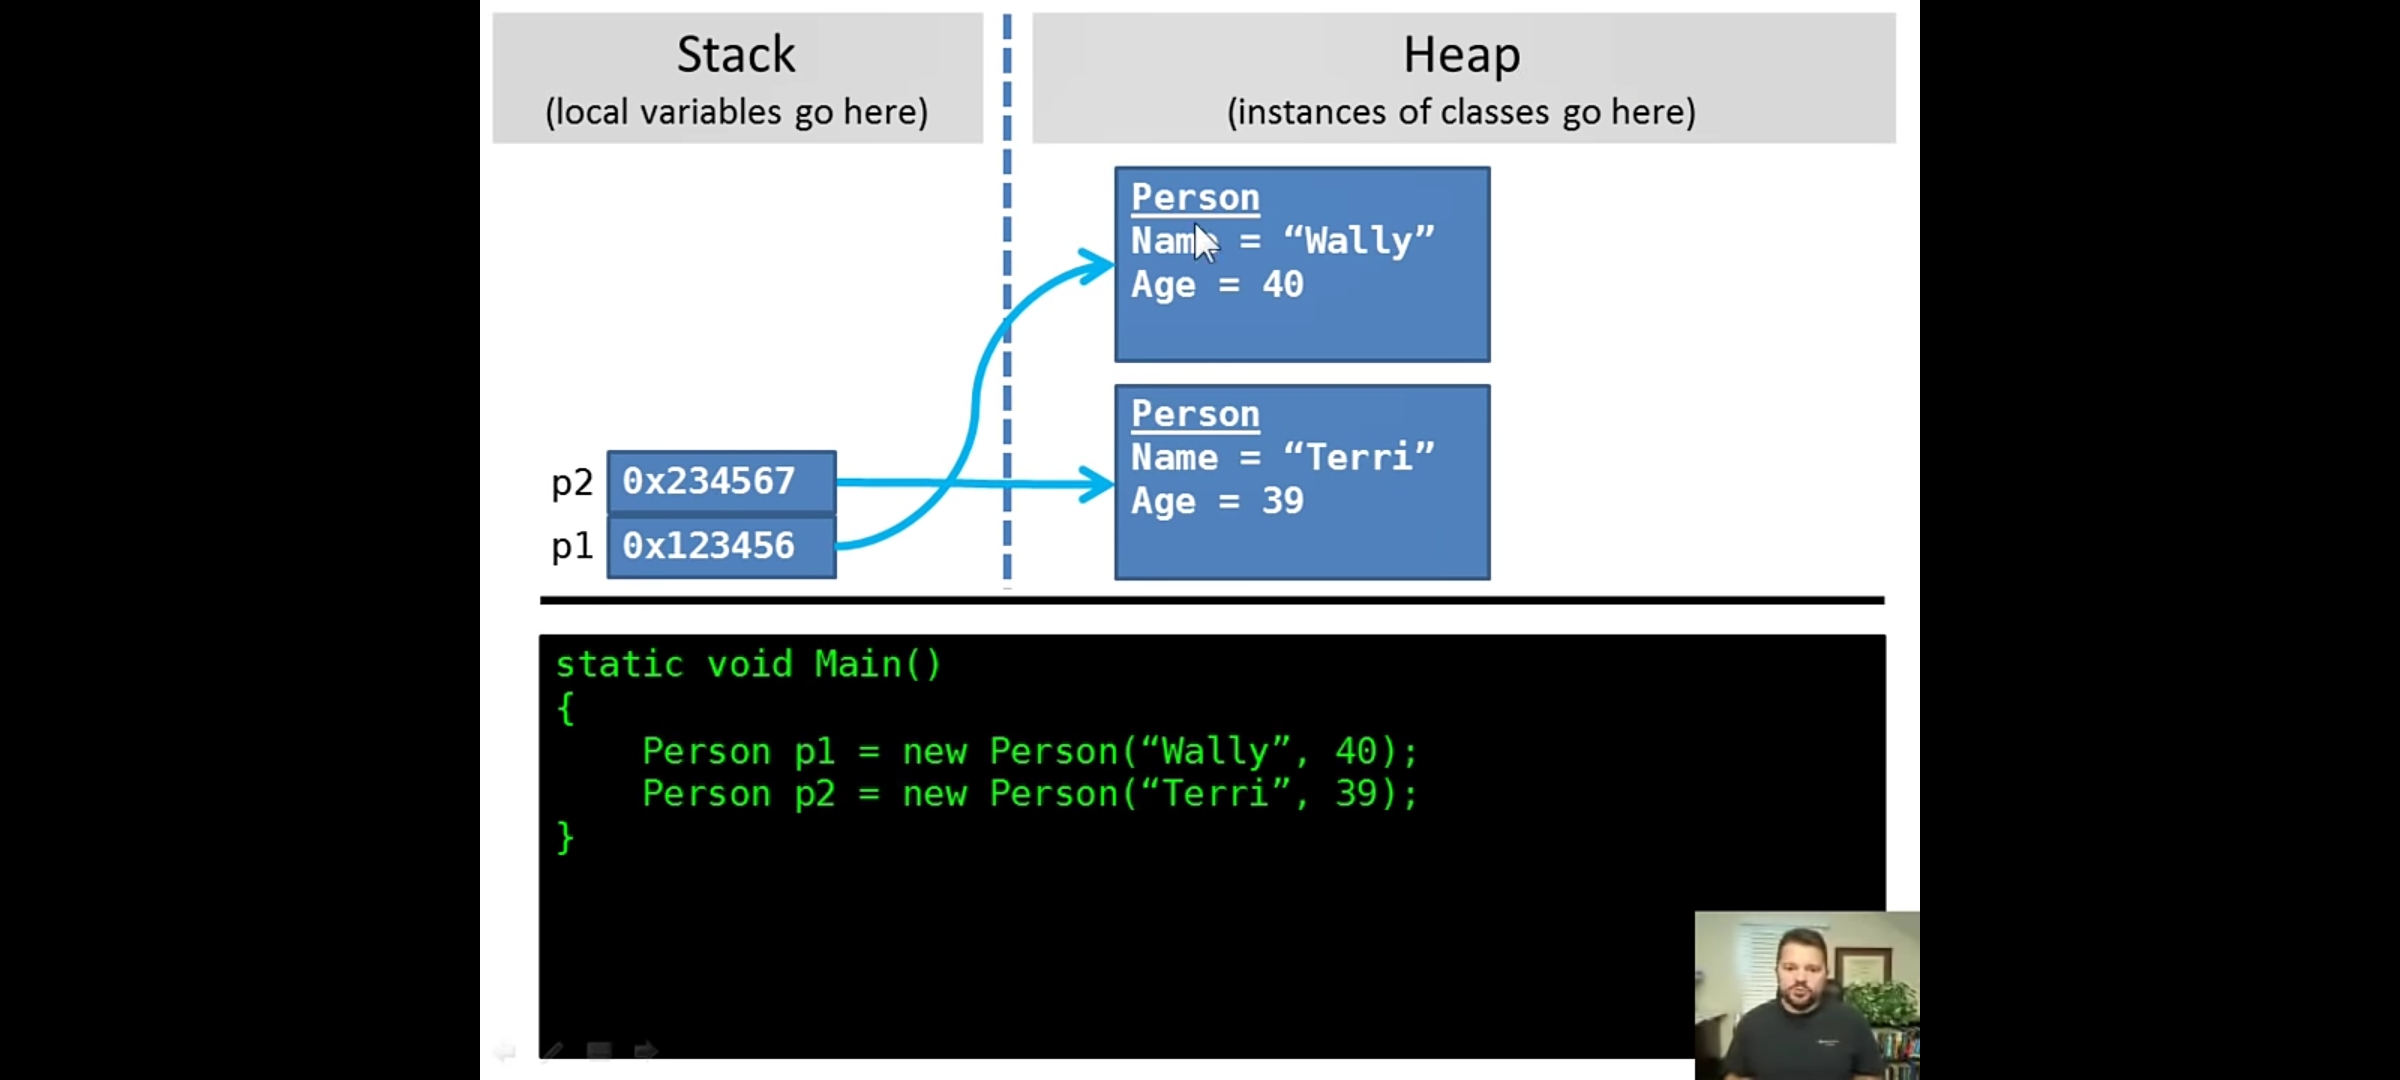 Stack
(local variables go here)
Heap
(instances of classes go here)
Person
Name = “Wally”
Age = 40
Person
Name = “Terri”
Age = 39
p2 0x234567
p1 0x123456
static void Main()
{
    Person p1 = new Person(“Wally”, 40);
    Person p2 = new Person(“Terri”, 39);
}